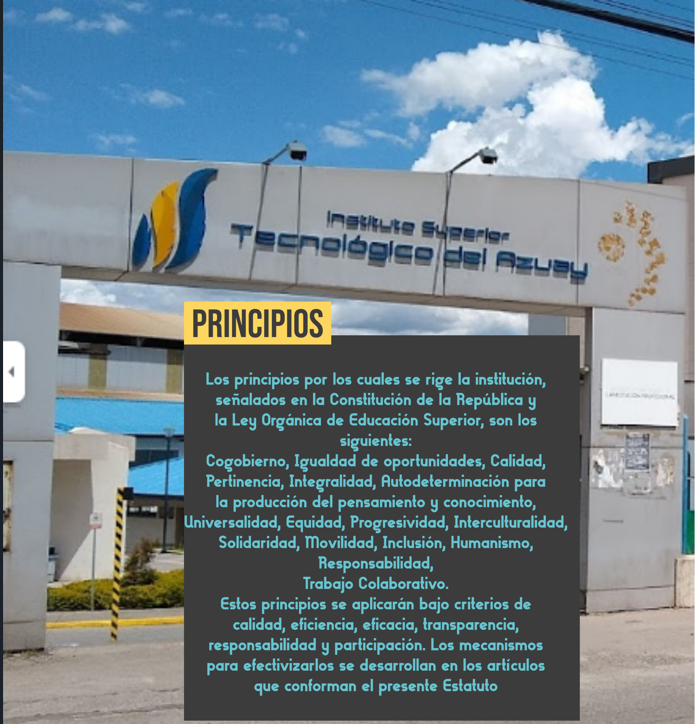 Instituto Superior
Tecnológico del Azuay
PRINCIPIOS
Los principios por los cuales se rige la institución,
señalados en la Constitución de la República y
la Ley Orgánica de Educación Superior, son los
siguientes:
Cogobierno, Igualdad de oportunidades, Calidad,
Pertinencia, Integralidad, Autodeterminación para
la producción del pensamiento y conocimiento,
Universalidad, Equidad, Progresividad, Interculturalidad,
Solidaridad, Movilidad, Inclusión, Humanismo,
Responsabilidad,
Trabajo Colaborativo.
Estos principios se aplicarán bajo criterios de
calidad, eficiencia, eficacia, transparencia,
responsabilidad y participación. Los mecanismos
para efectivizarlos se desarrollan en los artículos
que conforman el presente Estatuto